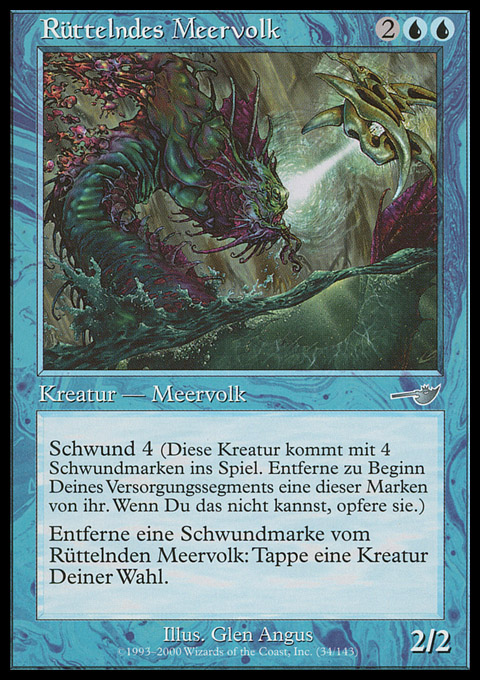 Rüttelndes Meervolk 2
Kreatur — Meervolk
Schwund 4 (Diese Kreatur kommt mit 4
Schwundmarken ins Spiel. Entferne zu Beginn
Deines Versorgungssegments eine dieser Marken
von ihr. Wenn Du das nicht kannst, opfere sie.)
Entferne eine Schwundmarke vom
Rüttelnden Meervolk: Tappe eine Kreatur
Deiner Wahl.
Illus. Glen Angus
©1993-2000 Wizards of the Coast, Inc. (34/143)
2/2